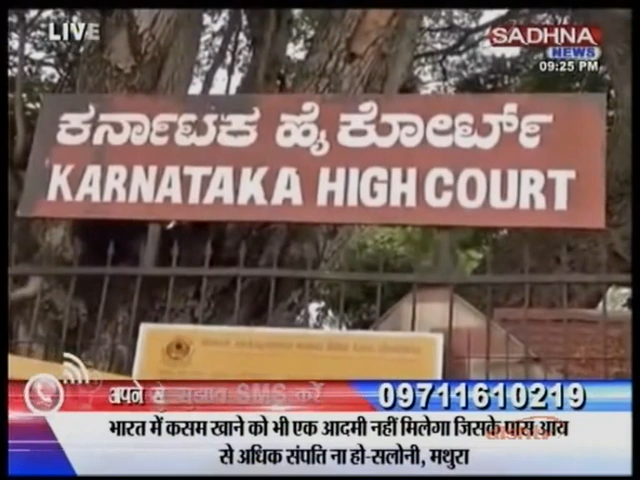 LIVE
SADHNA
NEWS
09:25 PM
ಕರ್ನಾಟಕ ಹೈ ಕೋರ್ಟ್
KARNATAKA HIGH COURT
अपने सुझाव SMS करें
09711610219
भारत में कसम खाने को भी एक आदमी नहीं मिलेगा जिसके पास आय
से अधिक संपति ना हो-सलोनी, मथुरा